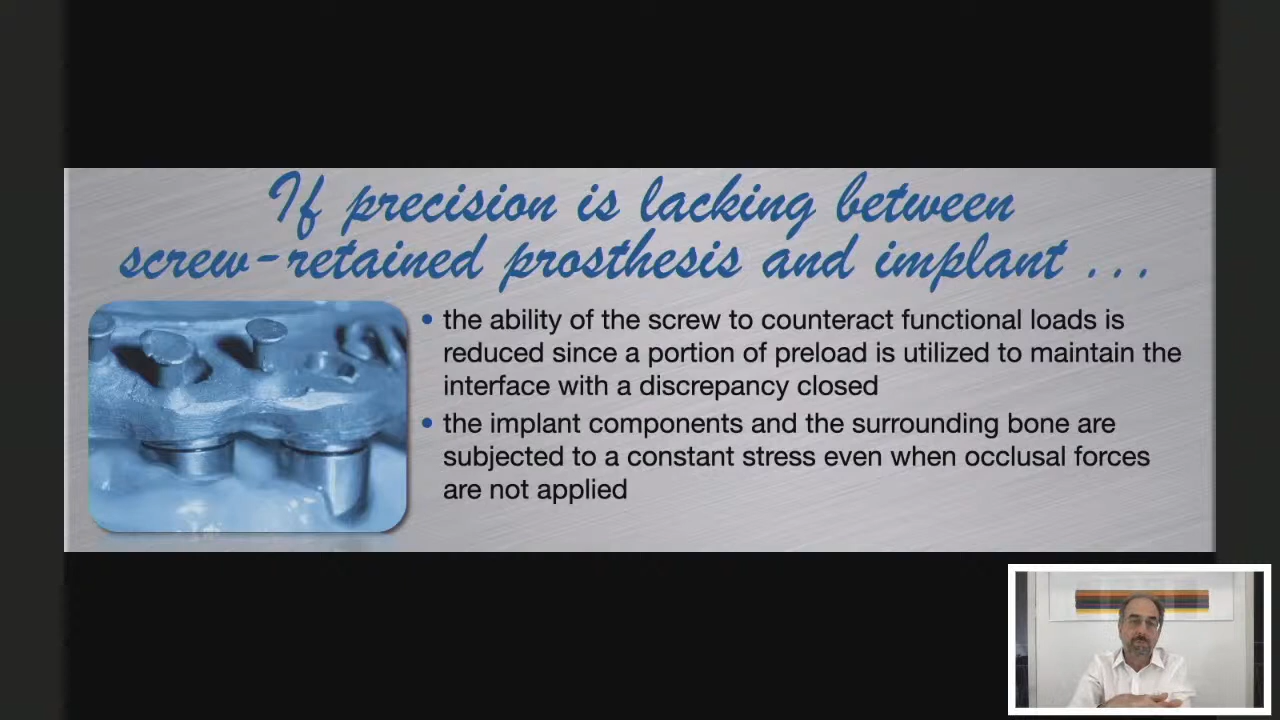 If precision is lacking between
screw-retained prosthesis and implant ...
• the ability of the screw to counteract functional loads is
reduced since a portion of preload is utilized to maintain the
interface with a discrepancy closed
• the implant components and the surrounding bone are
subjected to a constant stress even when occlusal forces
are not applied